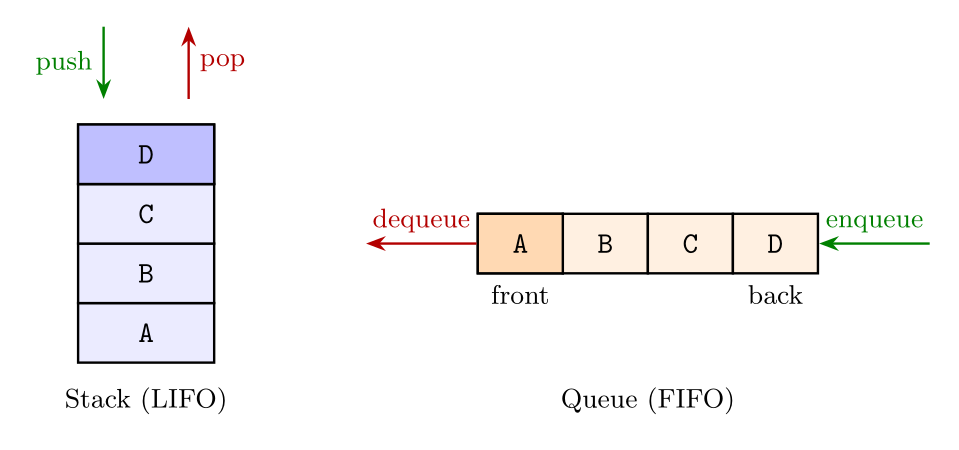 push
pop
D
C
B
A
Stack (LIFO)
dequeue
enqueue
A B C D
front
back
Queue (FIFO)